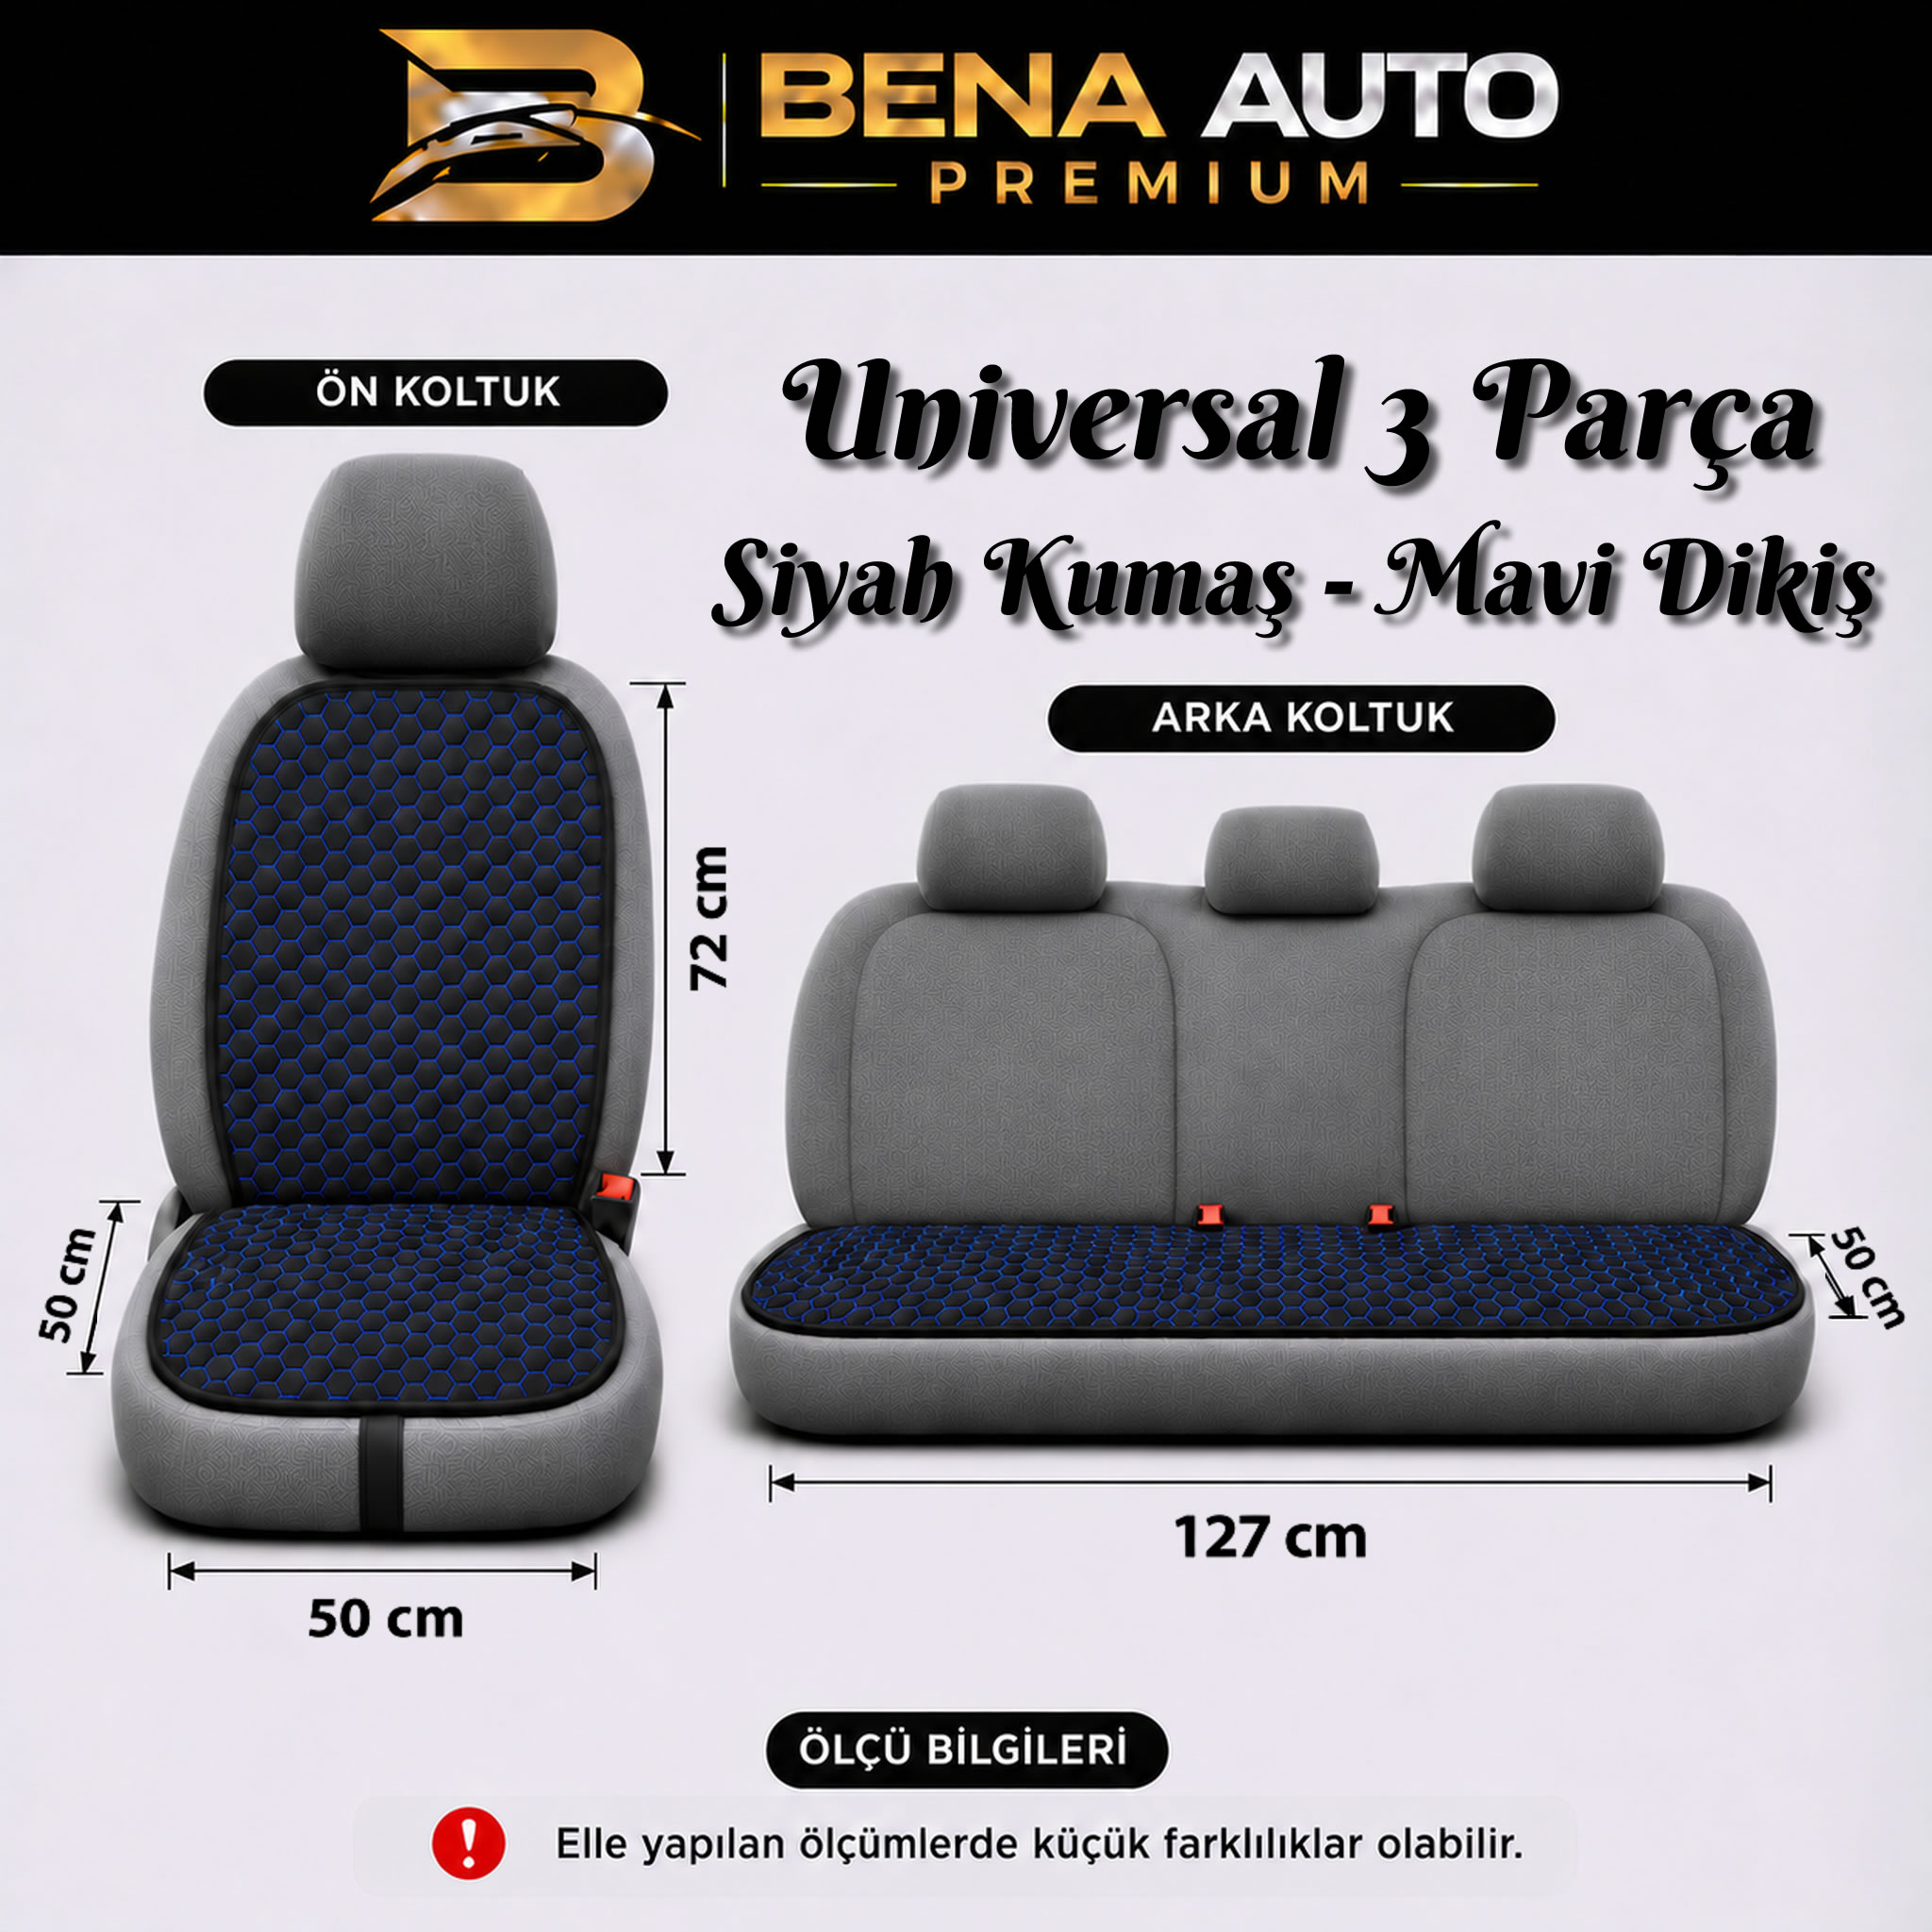 BENA AUTO
PREMIUM
ÖN KOLTUK
Universal 3 Parça
Siyah Kumaş - Mavi Dikiş
ARKA KOLTUK
72 cm
50 cm
50 cm
50 cm
127 cm
ÖLÇÜ BİLGİLERİ
Elle yapılan ölçümlerde küçük farklılıklar olabilir.